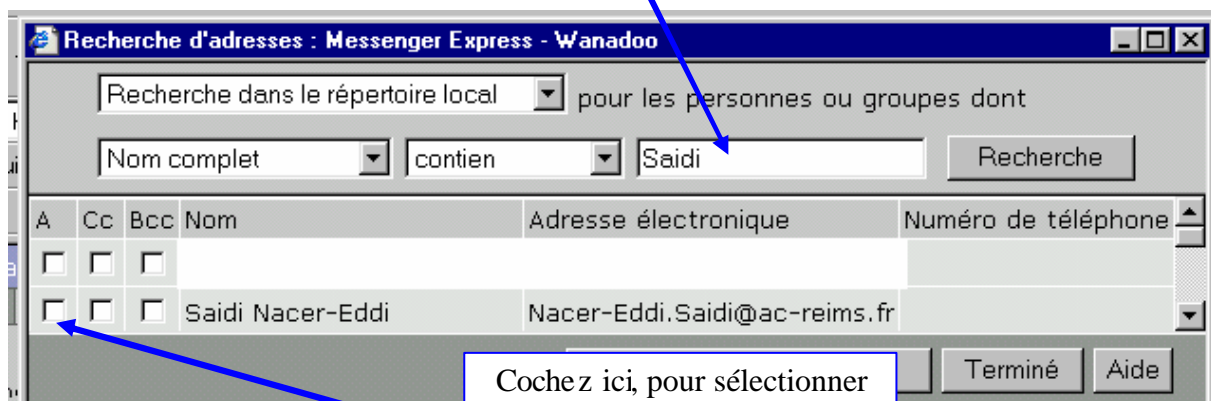 Recherche d'adresses : Messenger Express - Wanadoo
Recherche dans le répertoire local pour les personnes ou groupes dont
Nom complet contien Saidi Recherche
A Cc Bcc Nom Adresse électronique Numéro de téléphone
Saidi Nacer-Eddi Nacer-Eddi.Saidi@ac-reims.fr
Cochez ici, pour sélectionner Terminé Aide